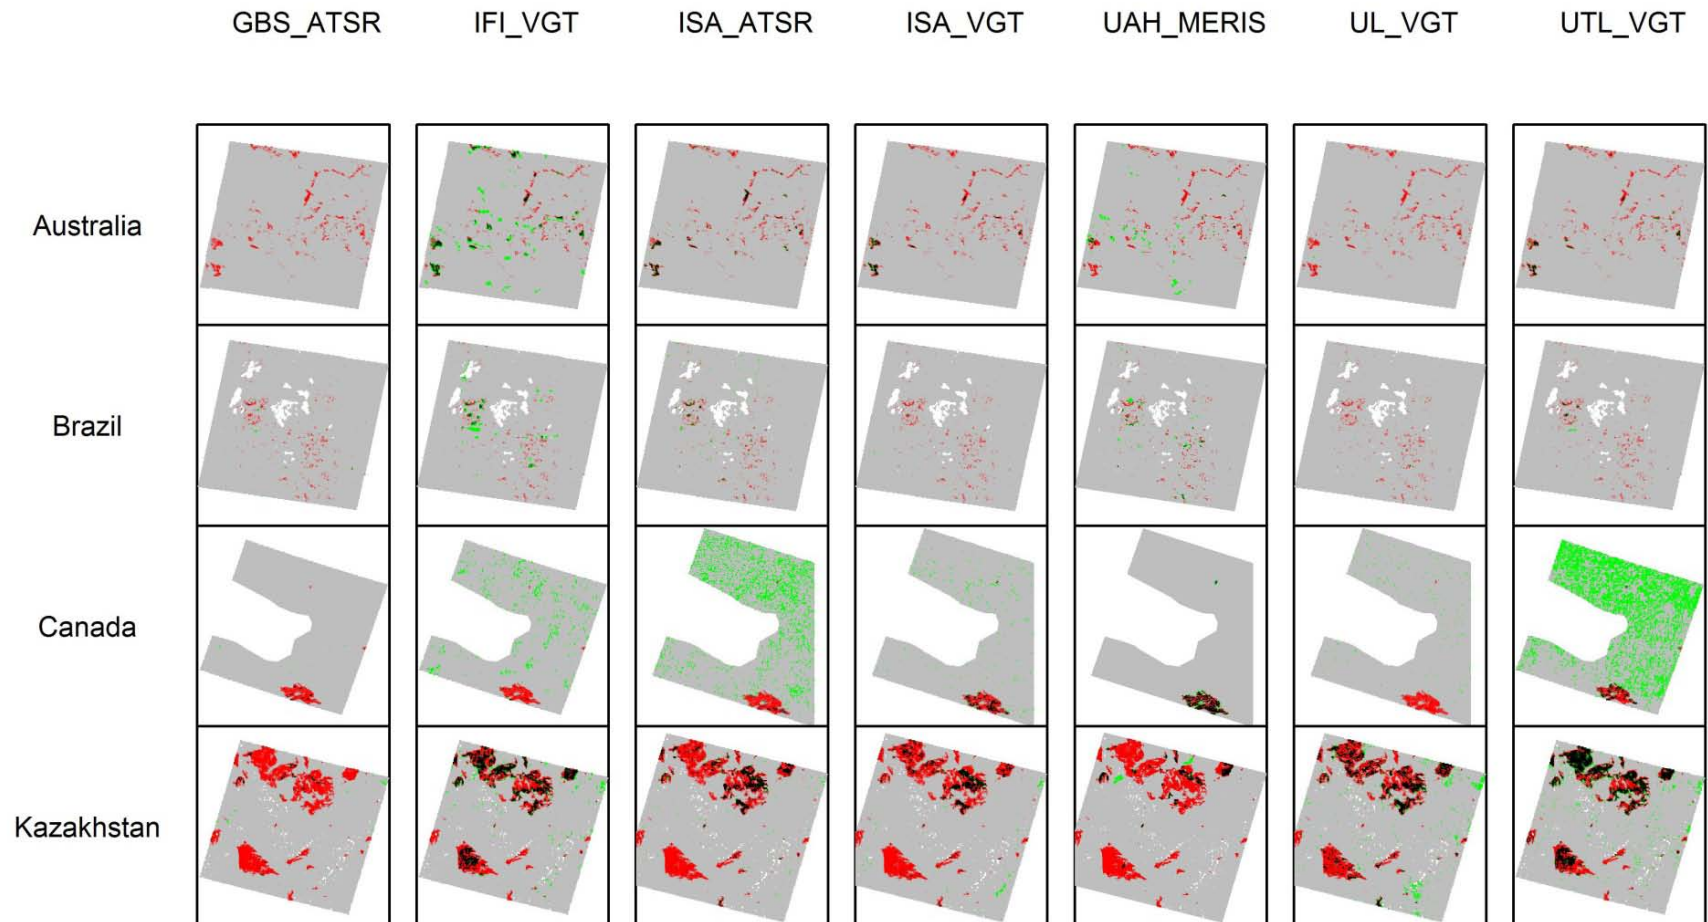 GBS_ATSR IFI_VGT ISA_ATSR ISA_VGT UAH_MERIS UL_VGT UTL_VGT
Australia
Brazil
Canada
Kazakhstan